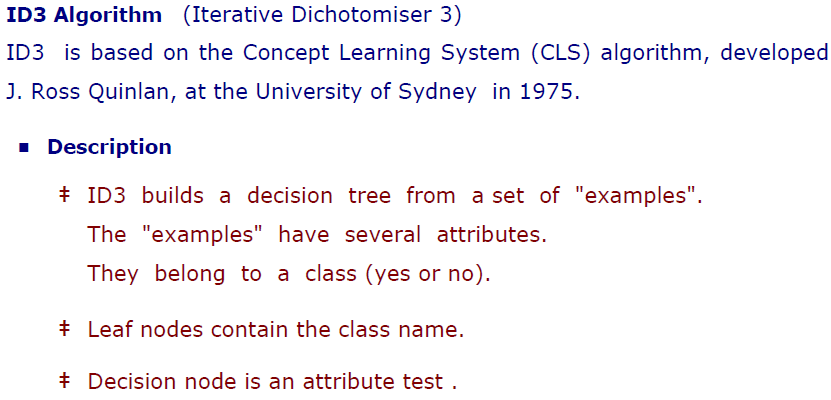 ID3 Algorithm (Iterative Dichotomiser 3)
ID3 is based on the Concept Learning System (CLS) algorithm, developed
J. Ross Quinlan, at the University of Sydney in 1975.
▪ Description
‡ ID3 builds a decision tree from a set of "examples".
The "examples" have several attributes.
They belong to a class (yes or no).
‡ Leaf nodes contain the class name.
‡ Decision node is an attribute test .